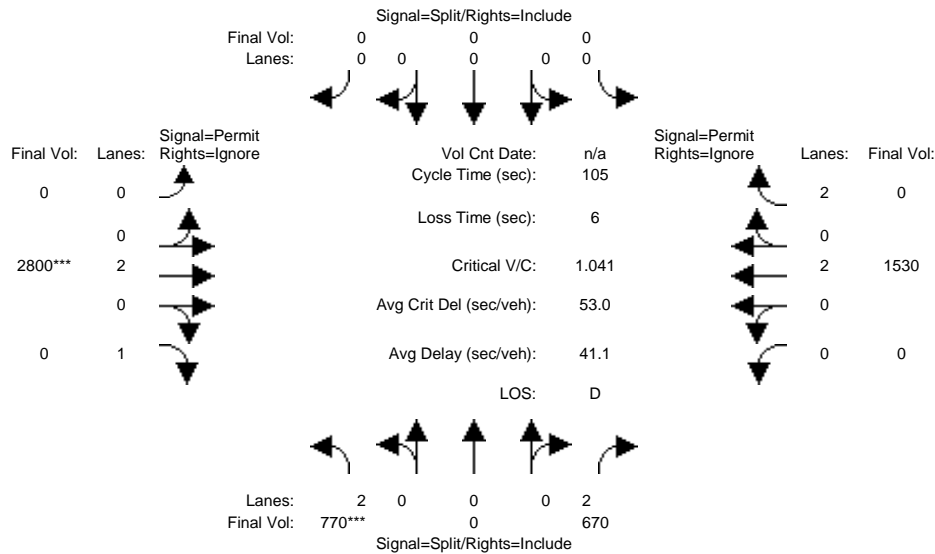 Signal=Split/Rights=Include
Final Vol: 0 0 0
Lanes: 0 0 0 0 0
Signal=Permit
Final Vol: Lanes: Rights=Ignore
Vol Cnt Date: n/a
Signal=Permit
Rights=Ignore Lanes: Final Vol:
Cycle Time (sec): 105
0 0
2 0
Loss Time (sec): 6
0
0
2800*** 2
Critical V/C: 1.041
2 1530
0
Avg Crit Del (sec/veh): 53.0
0
0 1
Avg Delay (sec/veh): 41.1
0 0
LOS: D
Lanes: 2 0 0 0 2
Final Vol: 770*** 0 670
Signal=Split/Rights=Include